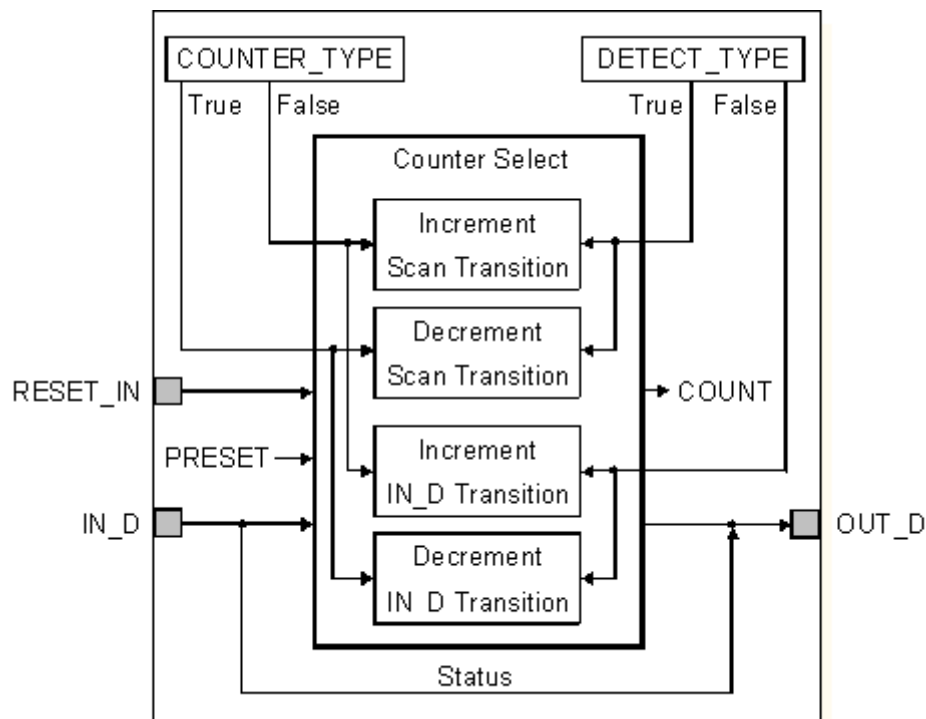 COUNTER_TYPE
DETECT_TYPE
True
False
True
False
Counter Select
Increment
Scan Transition
Decrement
Scan Transition
RESET_IN
COUNT
PRESET
Increment
IN_D Transition
IN_D
OUT_D
Decrement
IN_D Transition
Status